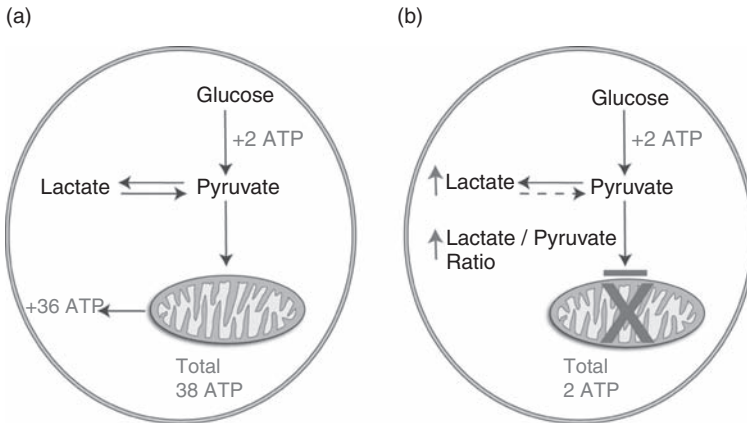 (a)
Glucose
+2 ATP
Lactate
Pyruvate
+36 ATP
Total
38 ATP
(b)
Glucose
+2 ATP
Lactate
Pyruvate
Lactate / Pyruvate
Ratio
Total
2 ATP